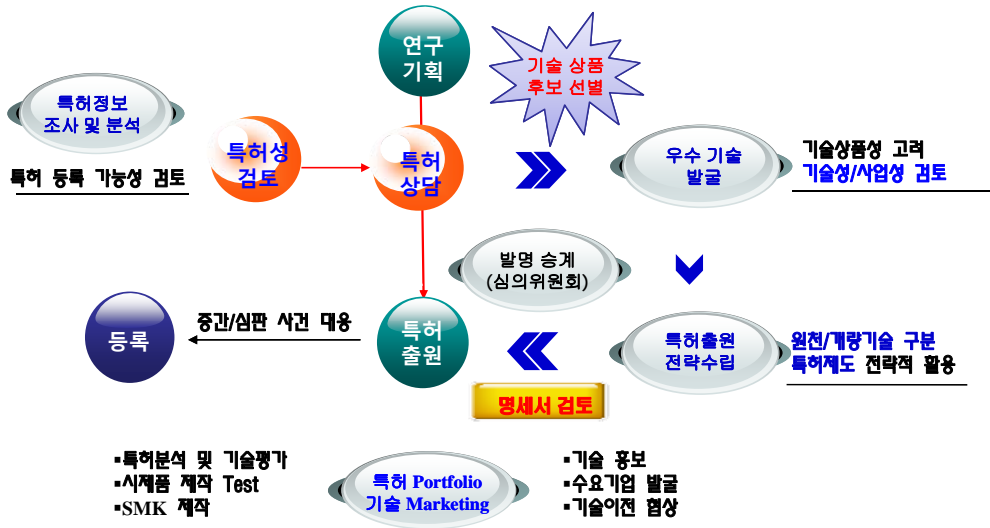 연구
기획
기술 상품
후보 선별
특허정보
조사 및 분석
특허 등록 가능성 검토
특허성
검토
특허
상담
우수 기술
발굴
기술상품성 고려
기술성/사업성 검토
발명 승계
(심의위원회)
등록
중간/심판 사건 대응
특허
출원
특허출원
전략수립
원천/개량기술 구분
특허제도 전략적 활용
명세서 검토
▪특허분석 및 기술평가
▪시제품 제작 Test
▪SMK 제작
특허 Portfolio
기술 Marketing
▪기술 홍보
▪수요기업 발굴
▪기술이전 협상